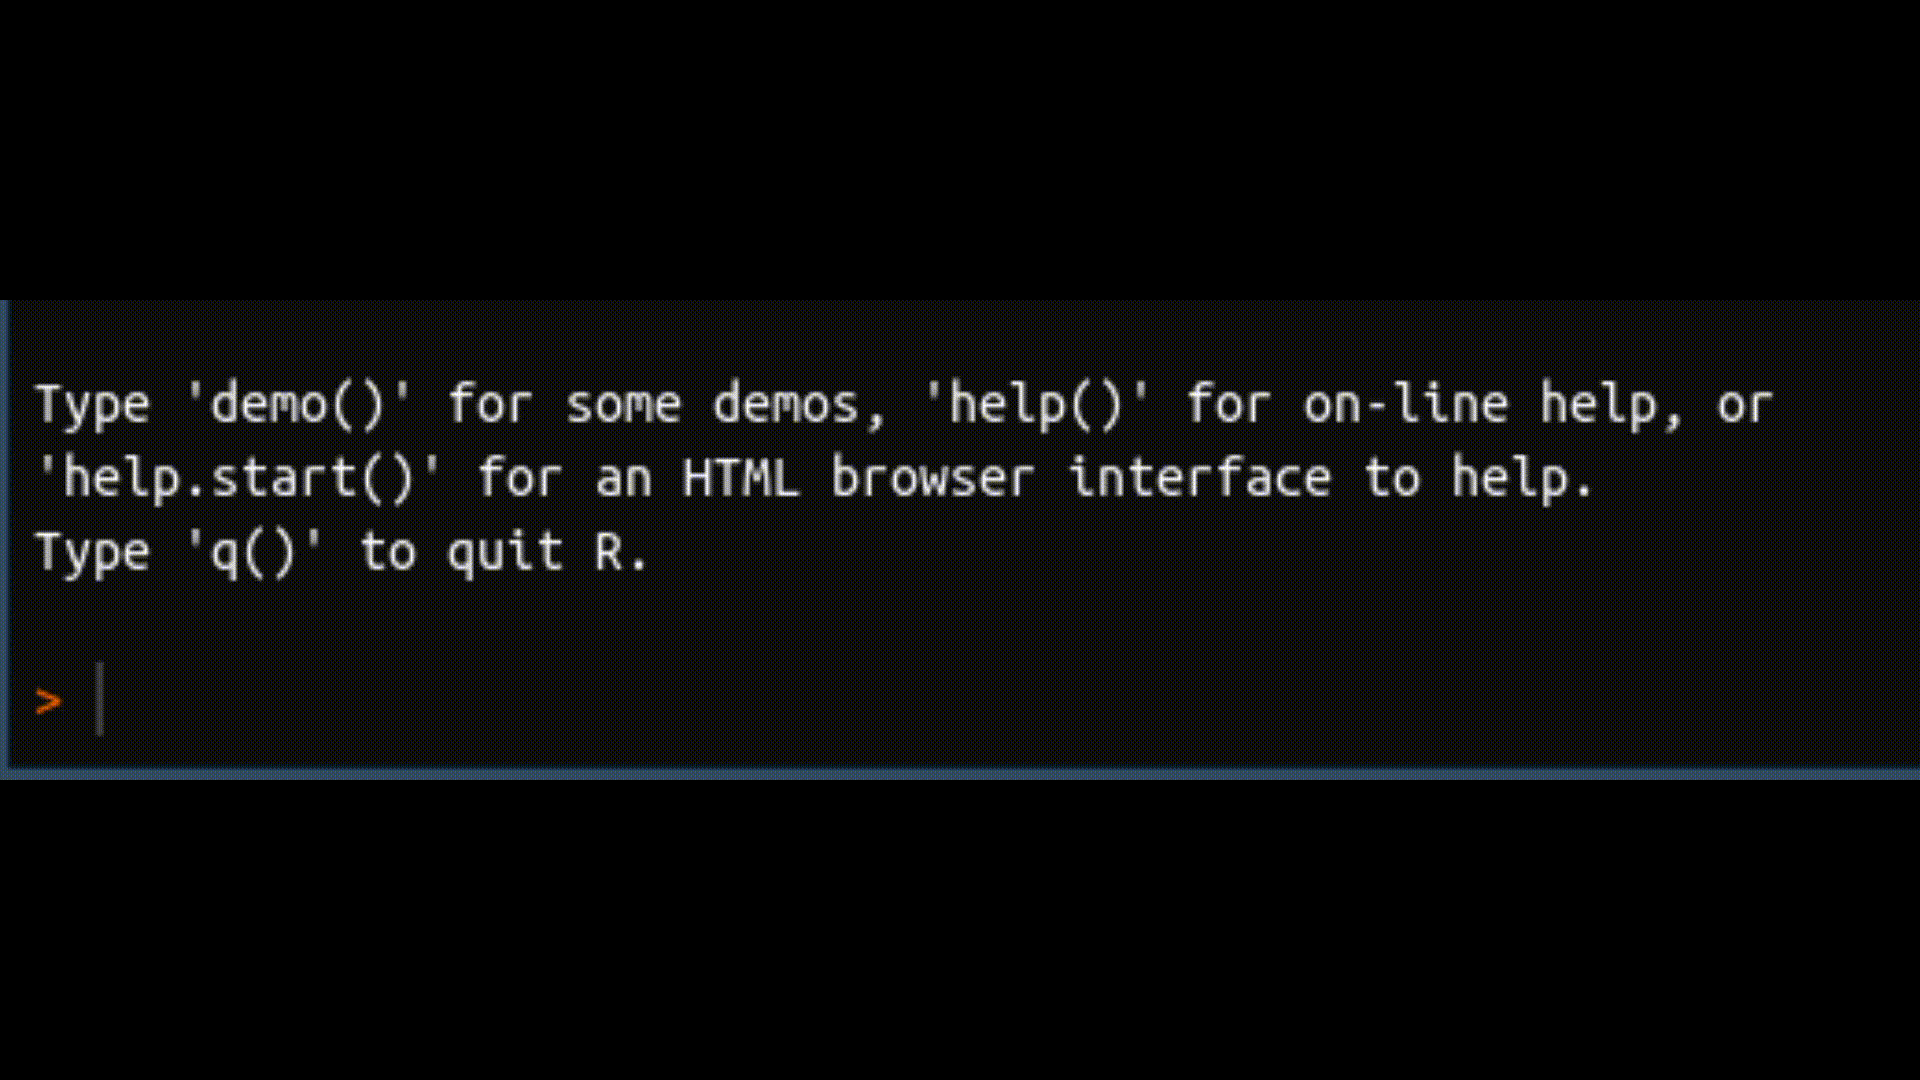 Type 'demo()' for some demos, 'help()' for on-line help, or
'help.start()' for an HTML browser interface to help.
Type 'q()' to quit R.
>